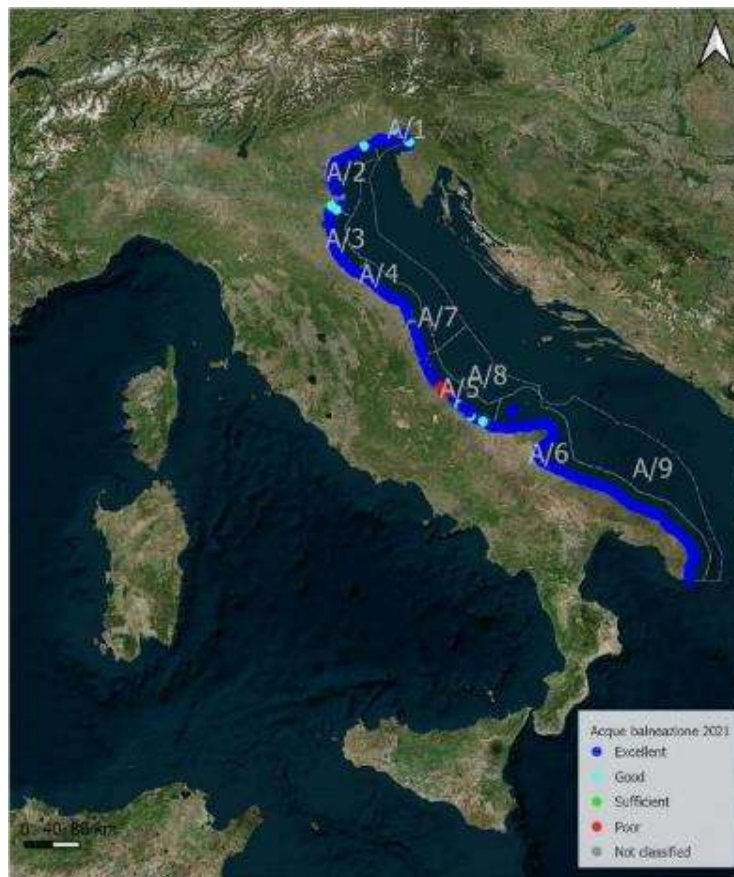 A/1
A/2
A/3
A/4
A/7
A/8
A/5
A/6
A/9
Acque balneazione 2021
Excellent
Good
Sufficient
Poor
Not classified
0 40 80 km